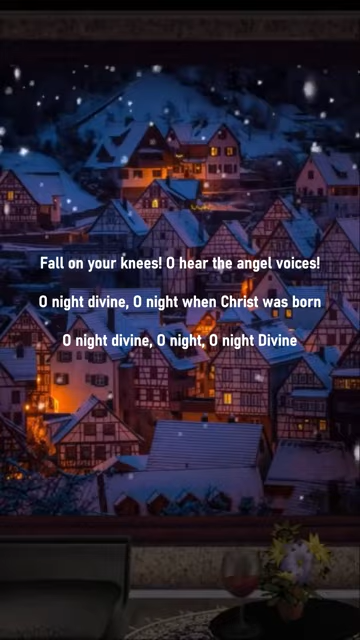 Fall on your knees! O hear the angel voices!
O night divine, O night when Christ was born
O night divine, O night, O night Divine